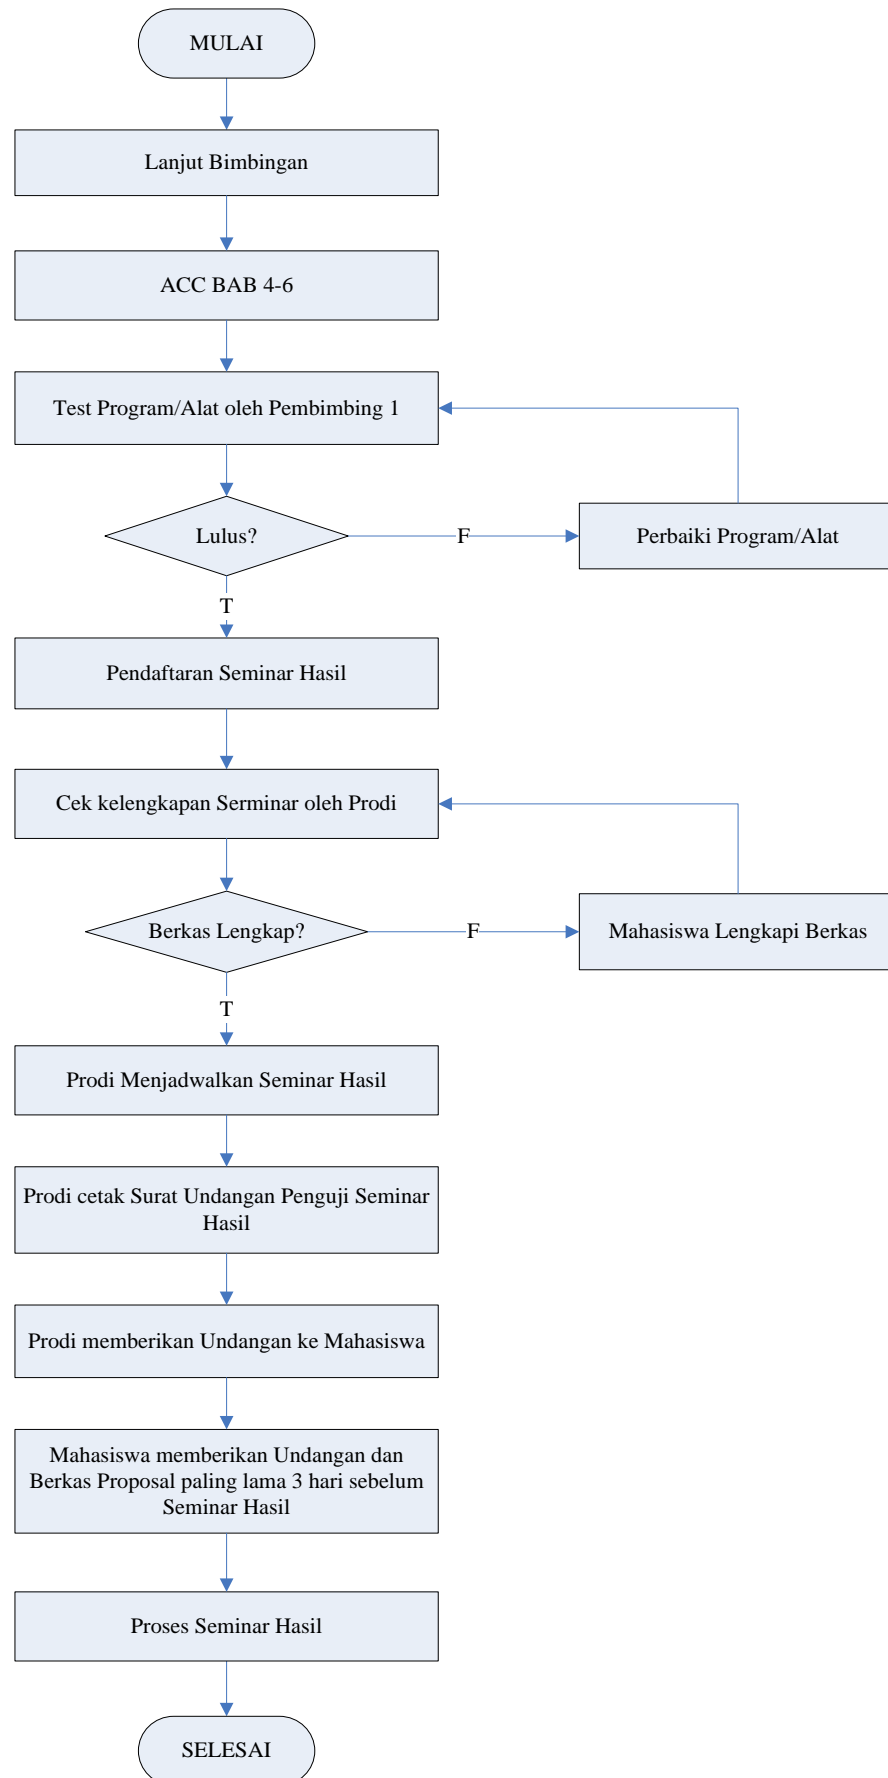 MULAI
Lanjut Bimbingan
ACC BAB 4-6
Test Program/Alat oleh Pembimbing 1
Lulus?
F
Perbaiki Program/Alat
T
Pendaftaran Seminar Hasil
Cek kelengkapan Serminar oleh Prodi
Berkas Lengkap?
F
Mahasiswa Lengkapi Berkas
T
Prodi Menjadwalkan Seminar Hasil
Prodi cetak Surat Undangan Penguji Seminar
Hasil
Prodi memberikan Undangan ke Mahasiswa
Mahasiswa memberikan Undangan dan
Berkas Proposal paling lama 3 hari sebelum
Seminar Hasil
Proses Seminar Hasil
SELESAI